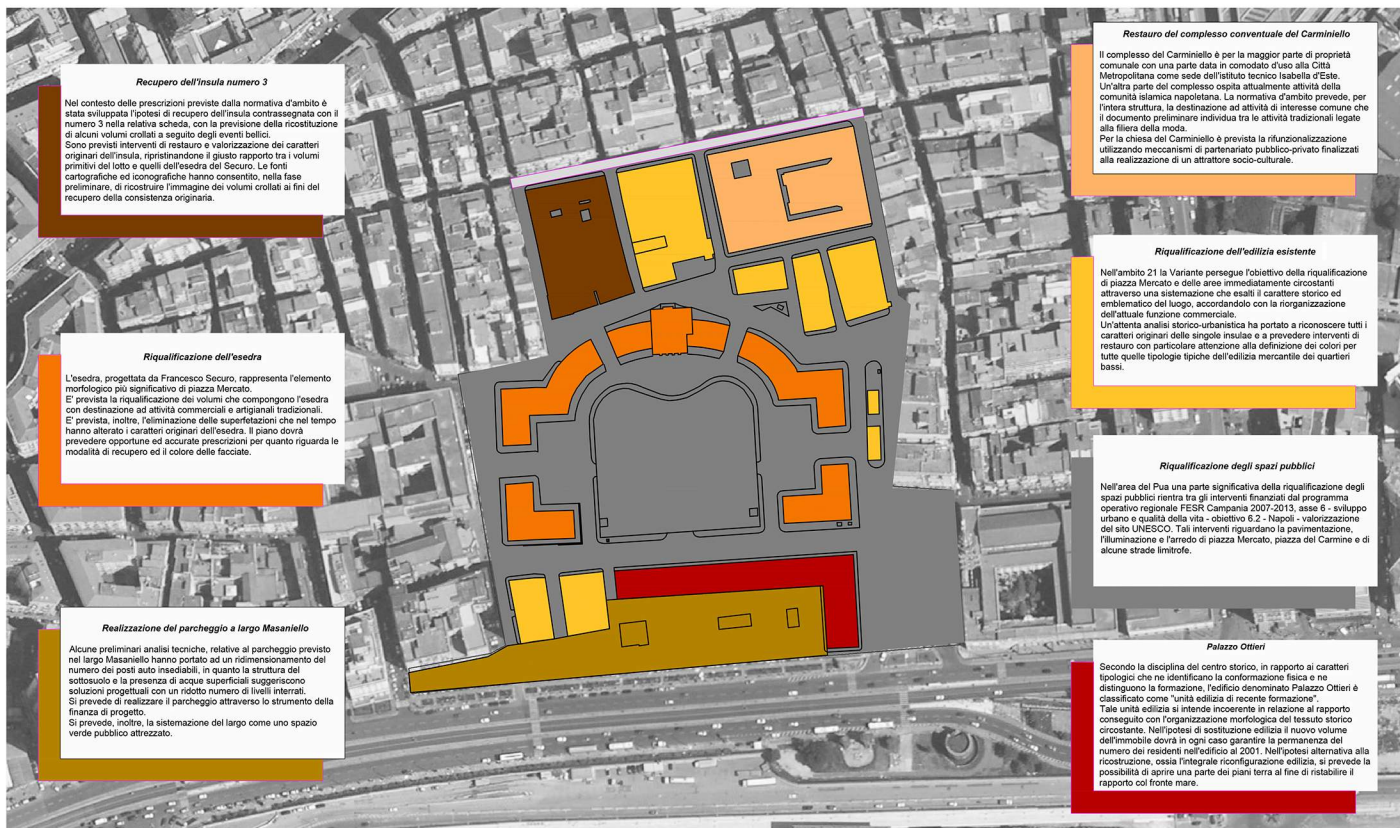 Recupero dell'insula numero 3
Nel contesto delle prescrizioni previste dalla normativa d'ambito è
stata sviluppata l'ipotesi di recupero dell'insula contrassegnata con il
numero 3 nella relativa scheda, con la previsione della ricostituzione
di alcuni volumi crollati a seguito degli eventi bellici.
Sono previsti interventi di restauro e valorizzazione dei caratteri
originari dell'insula, ripristinandone il giusto rapporto tra i volumi
primitivi del lotto e quelli dell'esedra del Securo. Le fonti
cartografiche ed iconografiche hanno consentito, nella fase
preliminare, di ricostruire l'immagine dei volumi crollati ai fini del
recupero della consistenza originaria.
Riqualificazione dell'esedra
L'esedra, progettata da Francesco Securo, rappresenta l'elemento
morfologico più significativo di piazza Mercato.
E' prevista la riqualificazione dei volumi che compongono l'esedra
con destinazione ad attività commerciali e artigianali tradizionali.
E' prevista, inoltre, l'eliminazione delle superfetazioni che nel tempo
hanno alterato i caratteri originari dell'esedra. Il piano dovrà
prevedere opportune ed accurate prescrizioni per quanto riguarda le
modalità di recupero ed il colore delle facciate.
Realizzazione del parcheggio a largo Masaniello
Alcune preliminari analisi tecniche, relative al parcheggio previsto
nel largo Masaniello hanno portato ad un ridimensionamento del
numero dei posti auto insediabili, in quanto la struttura del
sottosuolo e la presenza di acque superficiali suggeriscono
soluzioni progettuali con un ridotto numero di livelli interrati.
Si prevede di realizzare il parcheggio attraverso lo strumento della
finanza di progetto.
Si prevede, inoltre, la sistemazione del largo come uno spazio
verde pubblico attrezzato.
Restauro del complesso conventuale del Carminiello
Il complesso del Carminiello è per la maggior parte di proprietà
comunale con una parte data in comodato d'uso alla Città
Metropolitana come sede dell'istituto tecnico Isabella d'Este.
Un'altra parte del complesso ospita attualmente attività della
comunità islamica napoletana. La normativa d'ambito prevede, per
l'intera struttura, la destinazione ad attività di interesse comune che
il documento preliminare individua tra le attività tradizionali legate
alla filiera della moda.
Per la chiesa del Carminiello è prevista la rifunzionalizzazione
utilizzando meccanismi di partenariato pubblico-privato finalizzati
alla realizzazione di un attrattore socio-culturale.
Riqualificazione dell'edilizia esistente
Nell'ambito 21 la Variante persegue l'obiettivo della riqualificazione
di piazza Mercato e delle aree immediatamente circostanti
attraverso una sistemazione che esalti il carattere storico ed
emblematico del luogo, accordandolo con la riorganizzazione
dell'attuale funzione commerciale.
Un'attenta analisi storico-urbanistica ha portato a riconoscere tutti i
caratteri originari delle singole insulae e a prevedere interventi di
restauro con particolare attenzione alla definizione dei colori per
tutte quelle tipologie tipiche dell'edilizia mercantile dei quartieri
bassi.
Riqualificazione degli spazi pubblici
Nell'area del Pua una parte significativa della riqualificazione degli
spazi pubblici rientra tra gli interventi finanziati dal programma
operativo regionale FESR Campania 2007-2013, asse 6 - sviluppo
urbano e qualità della vita - obiettivo 6.2 - Napoli - valorizzazione
del sito UNESCO. Tali interventi riguardano la pavimentazione,
l'illuminazione e l'arredo di piazza Mercato, piazza del Carmine e di
alcune strade limitrofe.
Palazzo Ottieri
Secondo la disciplina del centro storico, in rapporto ai caratteri
tipologici che ne identificano la conformazione fisica e ne
distinguono la formazione, l'edificio denominato Palazzo Ottieri è
classificato come "unità edilizia di recente formazione".
Tale unità edilizia si intende incoerente in relazione al rapporto
conseguito con l'organizzazione morfologica del tessuto storico
circostante. Nell'ipotesi di sostituzione edilizia il nuovo volume
dell'immobile dovrà in ogni caso garantire la permanenza del
numero dei residenti nell'edificio al 2001. Nell'ipotesi alternativa alla
ricostruzione, ossia l'integrale riconfigurazione edilizia, si prevede la
possibilità di aprire una parte dei piani terra al fine di ristabilire il
rapporto col fronte mare.